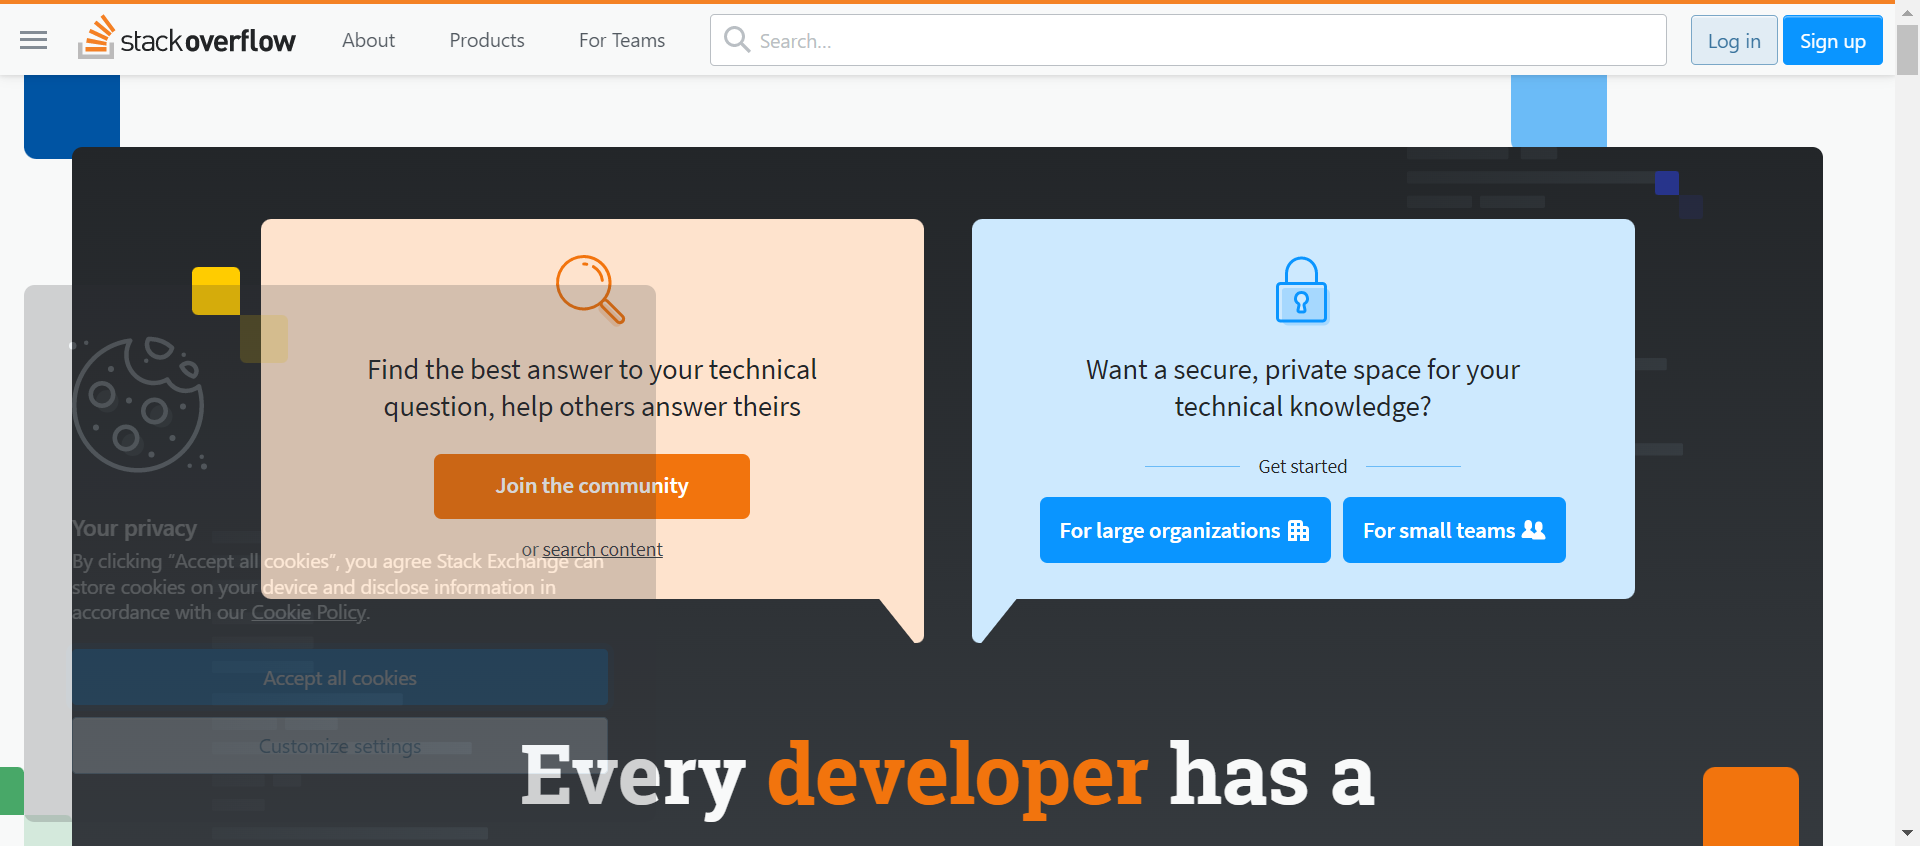 stackoverflow
About
Products
For Teams
Search...
Log in
Sign up
Find the best answer to your technical
question, help others answer theirs
Join the community
or search content
Want a secure, private space for your
technical knowledge?
Get started
For large organizations
For small teams
Your privacy
By clicking “Accept all cookies”, you agree Stack Exchange can
store cookies on your device and disclose information in
accordance with our Cookie Policy.
Accept all cookies
Customize settings
Every developer has a